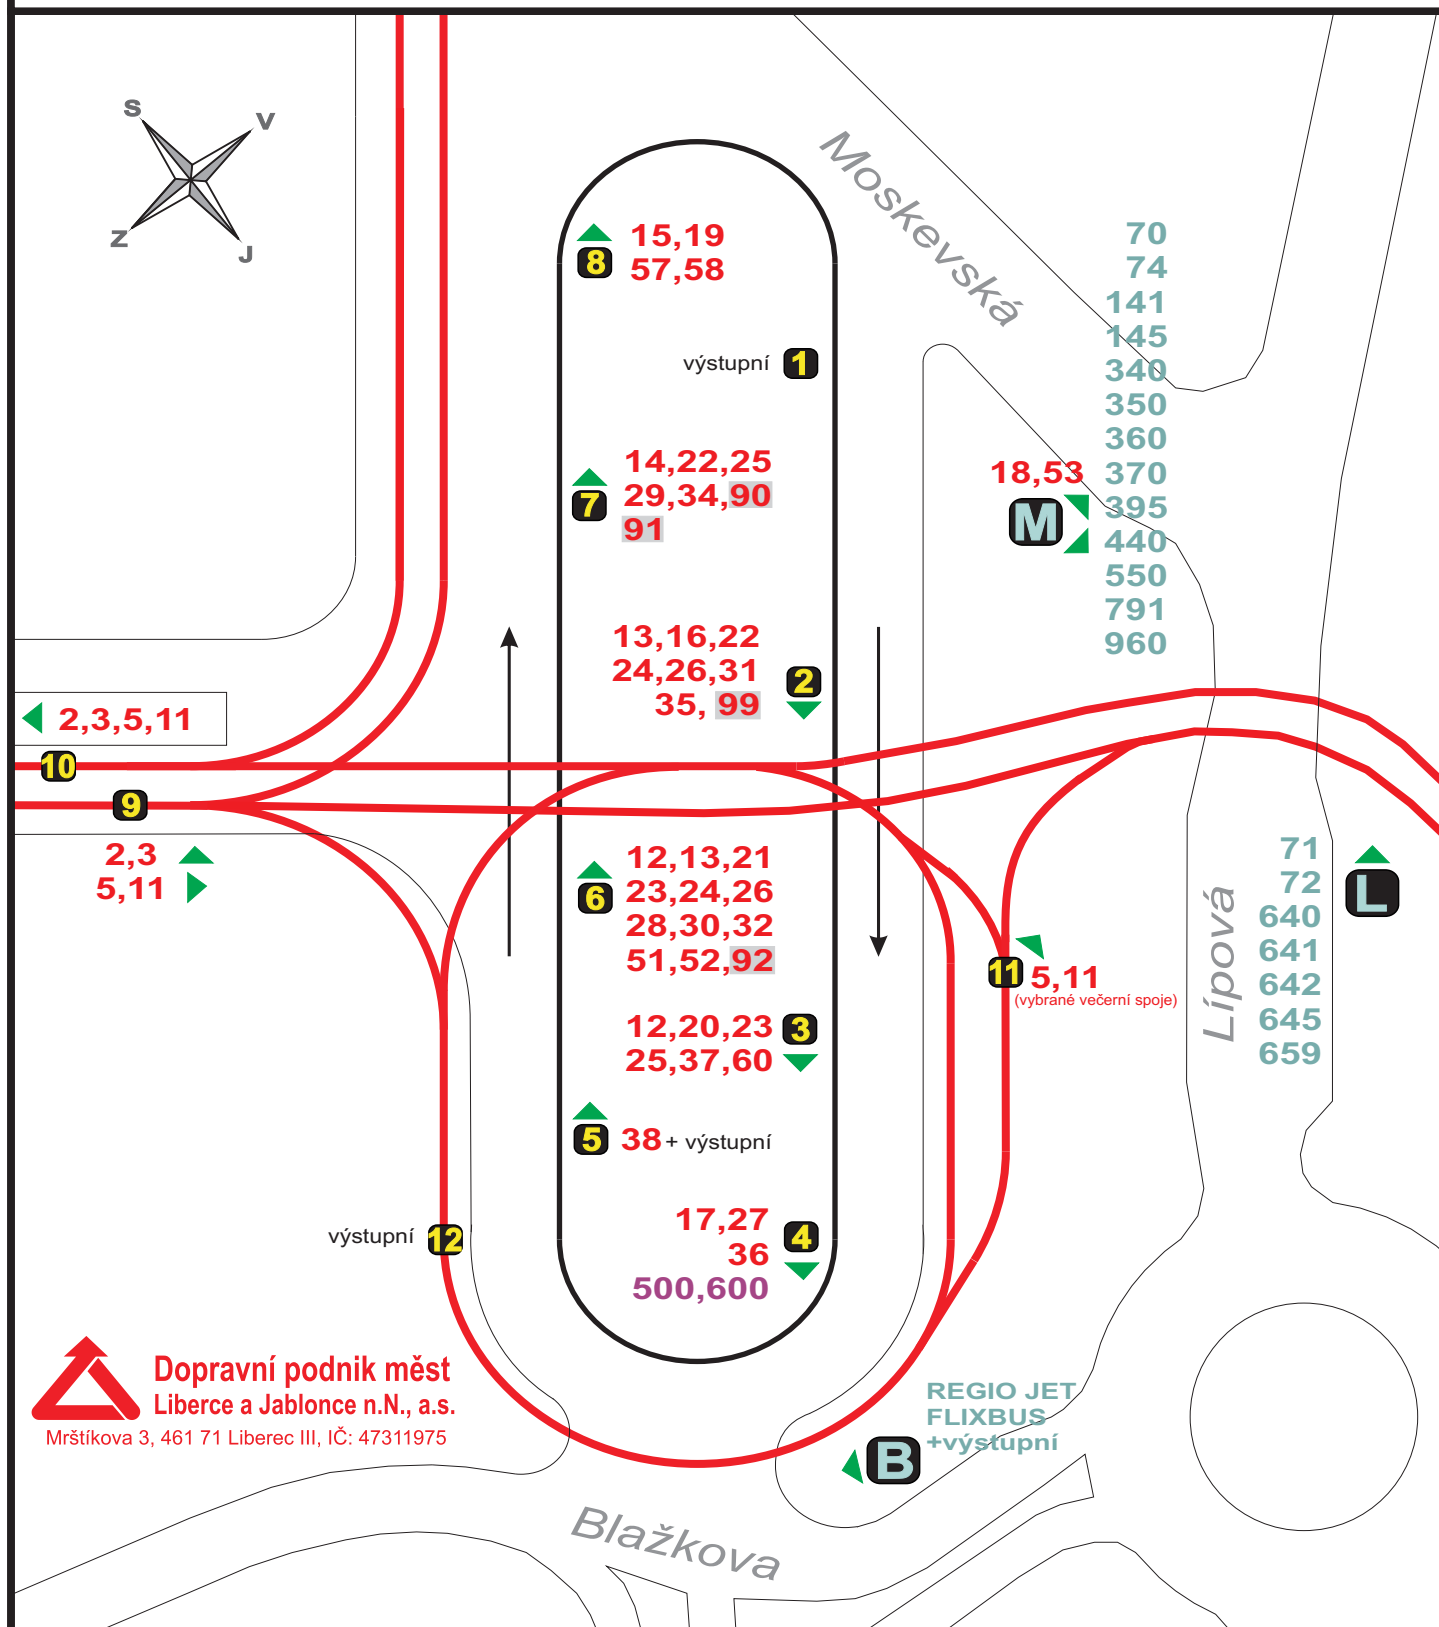 S
V
Z
J
Moskevská
8
15,19
57,58
výstupní 1
7
14,22,25
29,34,90
91
70
74
141
145
340
350
360
370
395
440
550
791
960
18,53
M
13,16,22
24,26,31
35, 99
2
2,3,5,11
10
9
2,3
5,11
6
12,13,21
23,24,26
28,30,32
51,52,92
71
72
640
641
642
645
659
L
Lípová
11
5,11
(vybrané večerní spoje)
12,20,23
25,37,60
3
5
38 + výstupní
17,27
36
500,600
4
výstupní 12
Dopravní podnik měst
Liberce a Jablonce n.N., a.s.
Mrštíkova 3, 461 71 Liberec III, IČ: 47311975
REGIO JET
FLIXBUS
+výstupní
B
Blažkova